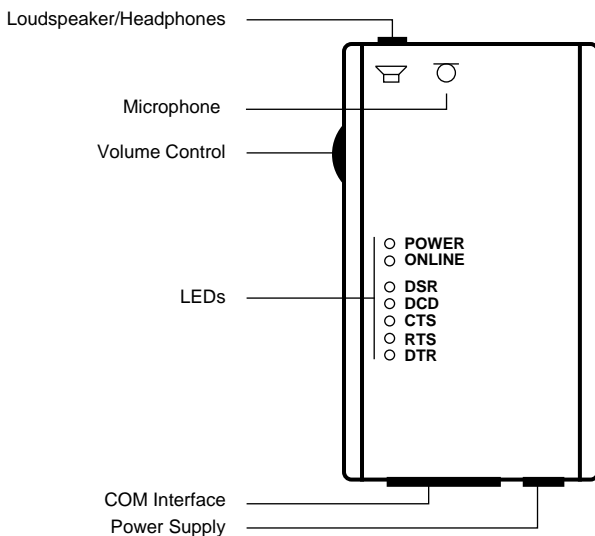 Loudspeaker/Headphones
Microphone
Volume Control
POWER
ONLINE
LEDs
DSR
DCD
CTS
RTS
DTR
COM Interface
Power Supply